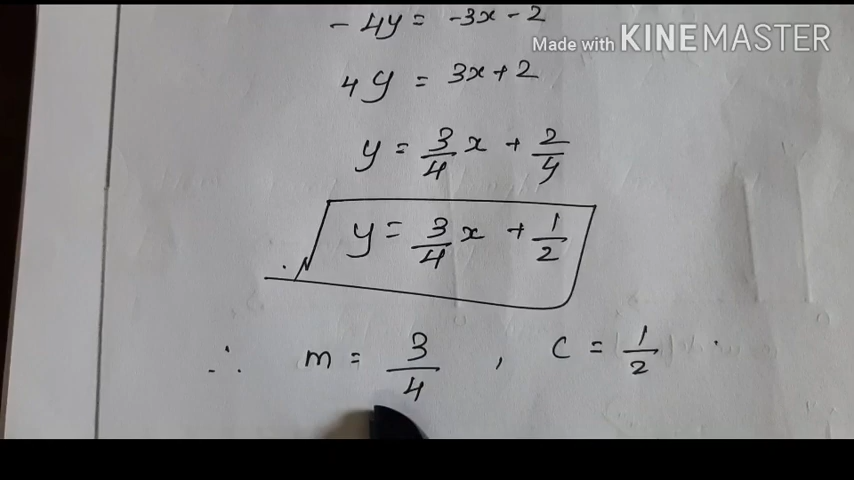 - 4y = -3x - 2
Made with KINEMASTER
4y = 3x + 2
y = 3/4 x + 2/4
y = 3/4 x + 1/2
∴ m = 3/4 , c = 1/2